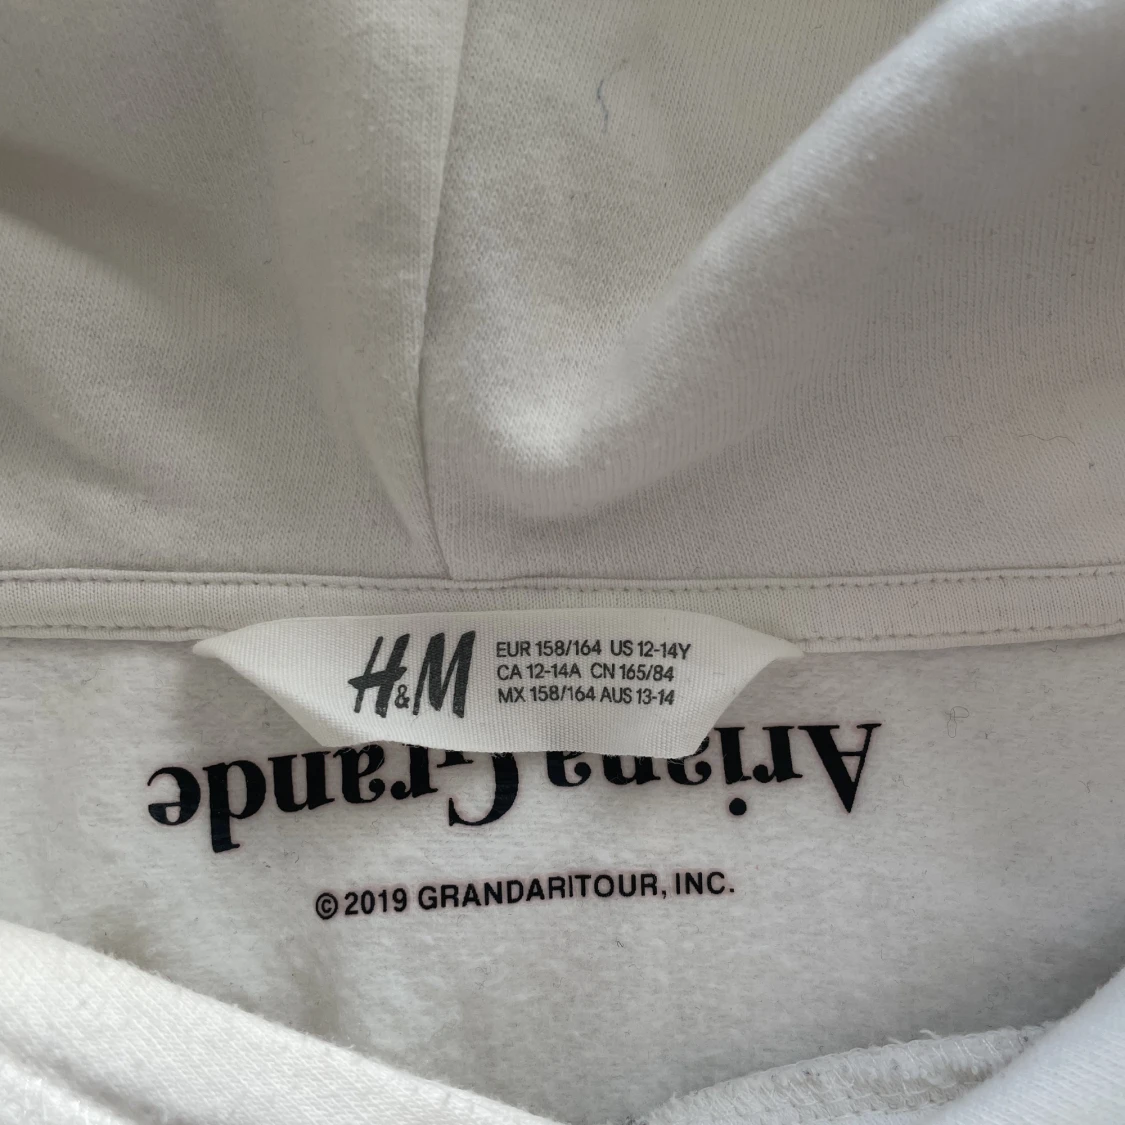 H&M
EUR 158/164 US 12-14Y
CA 12-14A CN 165/84
MX 158/164 AUS 13-14
Ariana Grande
© 2019 GRANDARITOUR, INC.